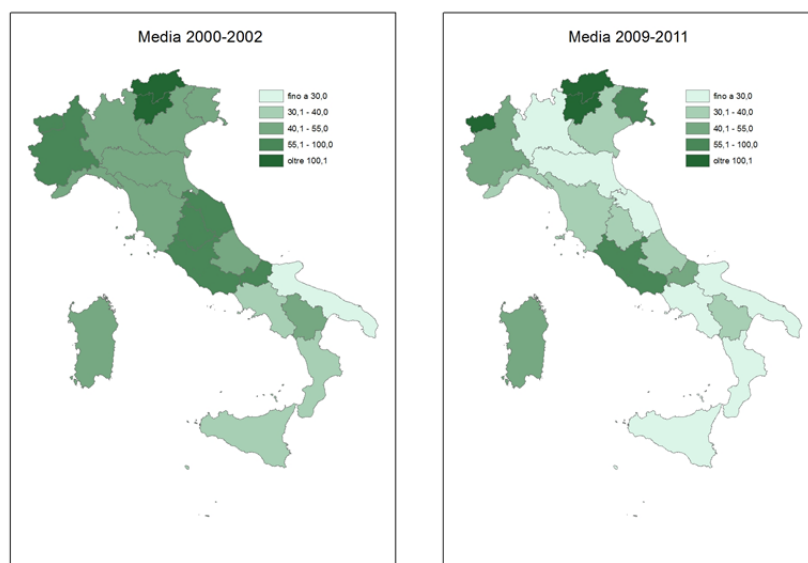 Media 2000-2002
fino a 30,0
30,1 - 40,0
40,1 - 55,0
55,1 - 100,0
oltre 100,1
Media 2009-2011
fino a 30,0
30,1 - 40,0
40,1 - 55,0
55,1 - 100,0
oltre 100,1